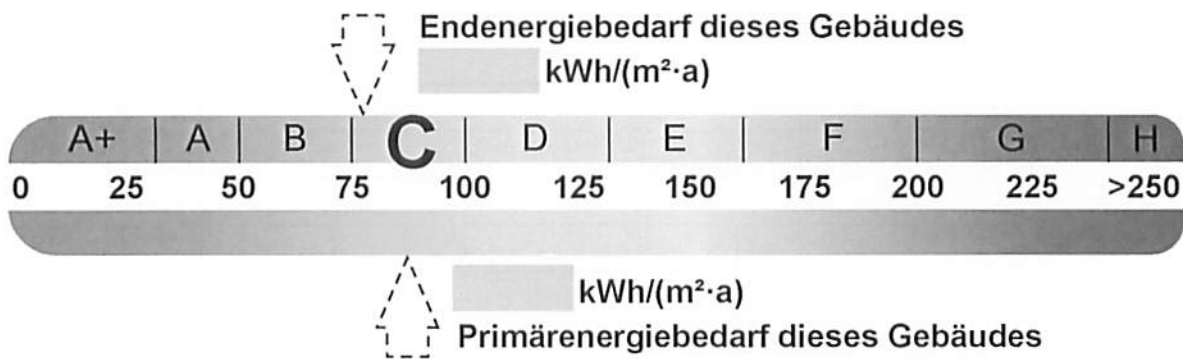 Endenergiebedarf dieses Gebäudes
kWh/(m²·a)
A+ A B C D E F G H
0 25 50 75 100 125 150 175 200 225 >250
kWh/(m²·a)
Primärenergiebedarf dieses Gebäudes